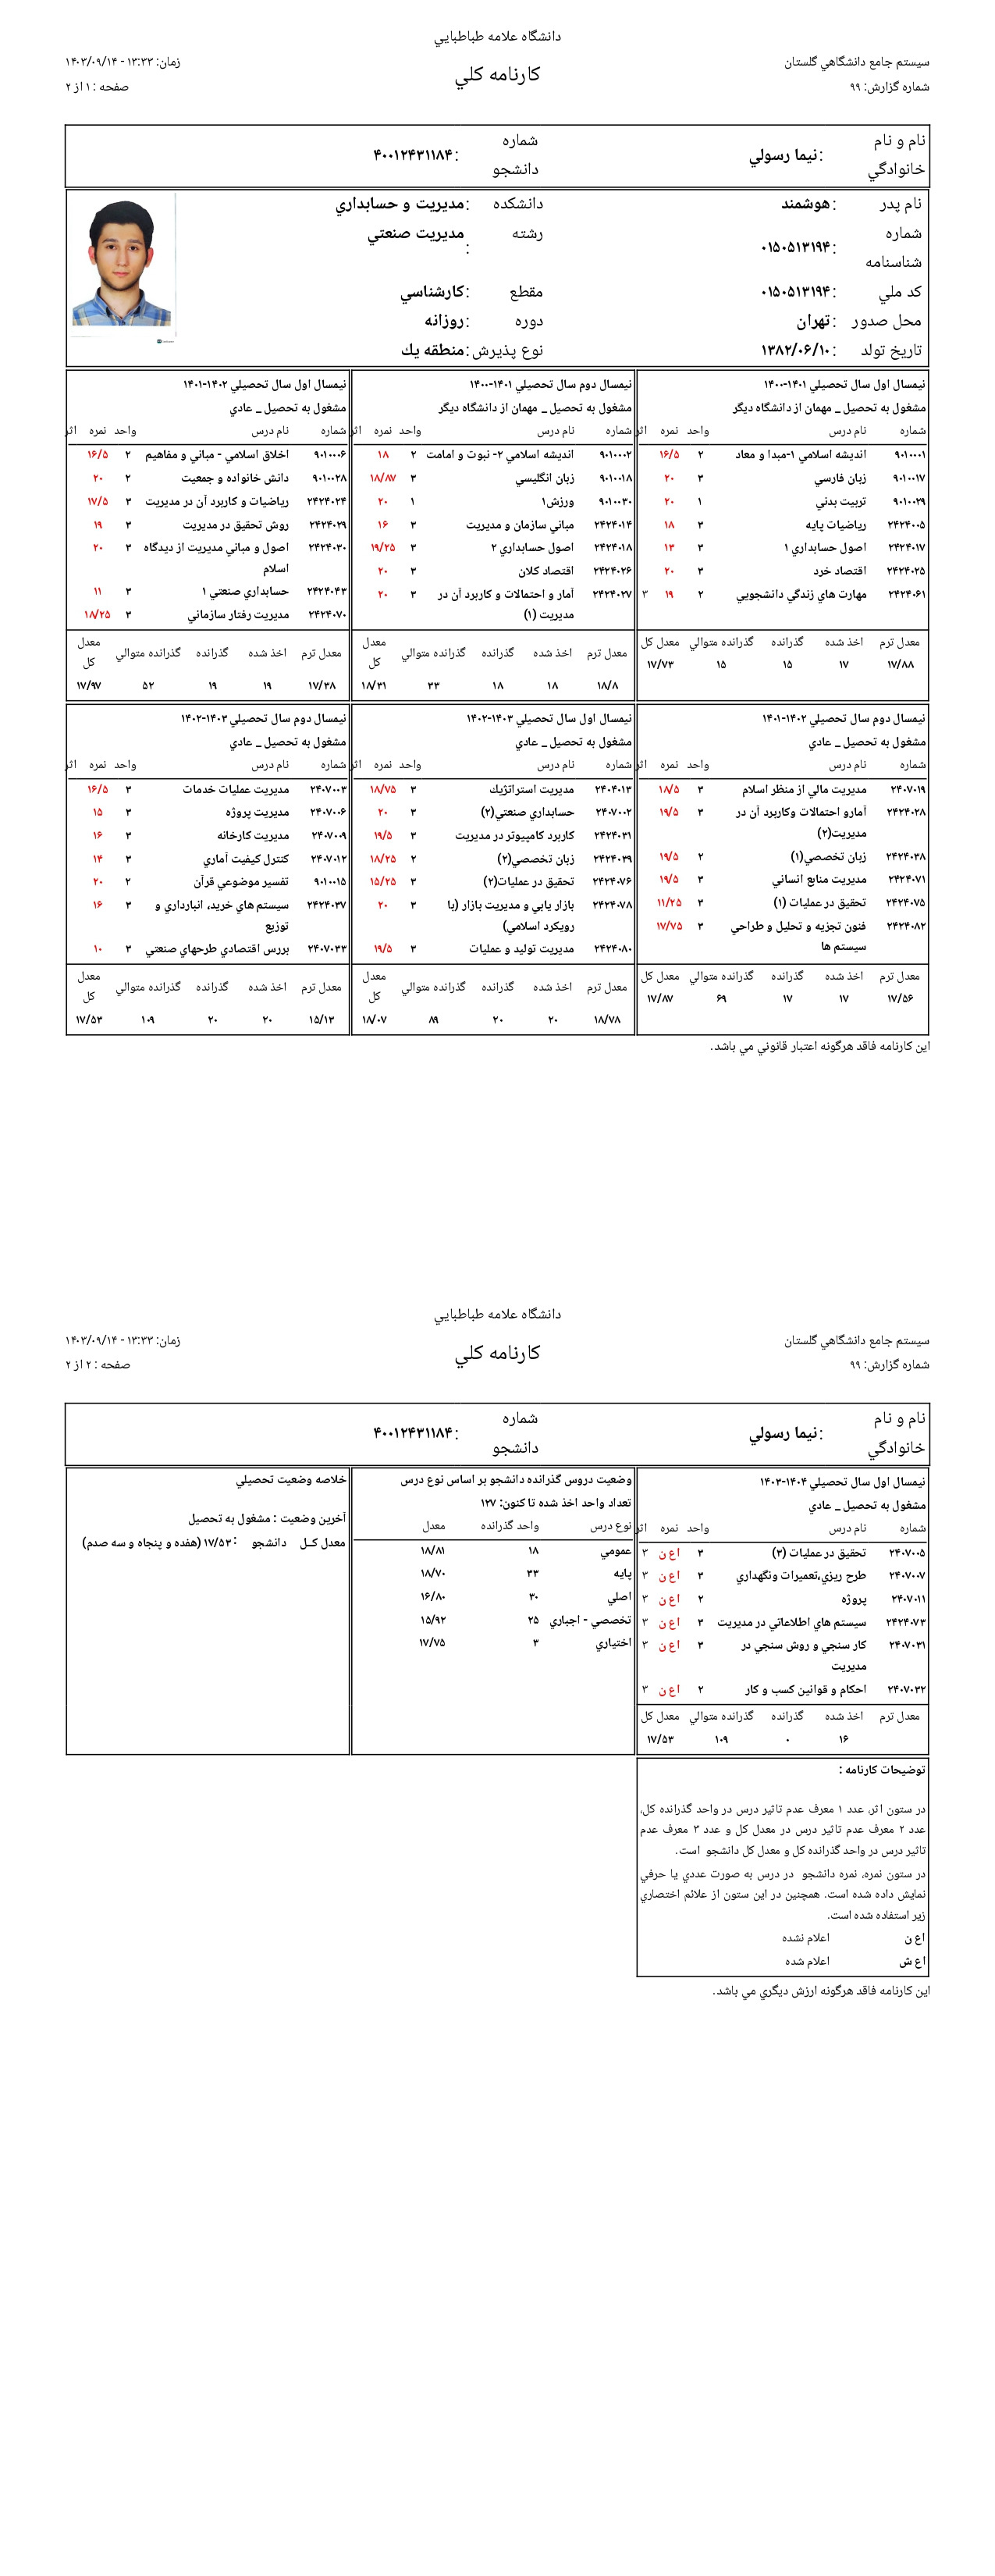 دانشگاه علامه طباطبايي
سيستم جامع دانشگاهي گلستان
کارنامه کلي
زمان: ۱۳:۳۳ - ۱۴۰۳/۰۹/۱۴
شماره گزارش: ۹۹
صفحه : ۱ از ۲
نام و نام خانوادگي : نيما رسولي
شماره دانشجو : ۴۰۰۱۲۴۳۱۱۸۴
نام پدر : هوشمند
دانشکده : مديريت و حسابداري
شماره شناسنامه : ۰۱۵۰۵۱۳۱۹۴
رشته : مديريت صنعتي
کد ملي : ۰۱۵۰۵۱۳۱۹۴
مقطع : کارشناسي
محل صدور : تهران
دوره : روزانه
تاريخ تولد : ۱۳۸۲/۰۶/۱۰
نوع پذيرش : منطقه يك
نيمسال اول سال تحصيلي ۱۴۰۱-۱۴۰۰
مشغول به تحصيل _ مهمان از دانشگاه ديگر
شماره نام درس واحد نمره اثر
۹۰۱۰۰۰۱ انديشه اسلامي ۱-مبدا و معاد ۲ ۱۶/۵
۹۰۱۰۰۱۷ زبان فارسي ۳ ۲۰
۹۰۱۰۰۲۹ تربيت بدني ۱ ۲۰
۲۴۲۴۰۰۵ رياضيات پايه ۳ ۱۸
۲۴۲۴۰۱۷ اصول حسابداري ۱ ۳ ۱۳
۲۴۲۴۰۲۵ اقتصاد خرد ۳ ۲۰
۲۴۲۴۰۶۱ مهارت هاي زندگي دانشجويي ۲ ۱۹ ۳
معدل ترم اخذ شده گذرانده گذرانده متوالي معدل کل
۱۷/۸۸ ۱۷ ۱۵ ۱۵ ۱۷/۷۳
نيمسال دوم سال تحصيلي ۱۴۰۱-۱۴۰۰
مشغول به تحصيل _ مهمان از دانشگاه ديگر
شماره نام درس واحد نمره اثر
۹۰۱۰۰۰۲ انديشه اسلامي ۲- نبوت و امامت ۲ ۱۸
۹۰۱۰۰۱۸ زبان انگليسي ۳ ۱۸/۸۷
۹۰۱۰۰۳۰ ورزش۱ ۱ ۲۰
۲۴۲۴۰۱۴ مباني سازمان و مديريت ۳ ۱۶
۲۴۲۴۰۱۸ اصول حسابداري ۲ ۳ ۱۹/۲۵
۲۴۲۴۰۲۶ اقتصاد کلان ۳ ۲۰
۲۴۲۴۰۲۷ آمار و احتمالات و کاربرد آن در ۳ ۲۰
مديريت (۱)
معدل ترم اخذ شده گذرانده گذرانده متوالي معدل کل
۱۸/۸ ۱۸ ۱۸ ۳۳ ۱۸/۳۱
نيمسال اول سال تحصيلي ۱۴۰۲-۱۴۰۱
مشغول به تحصيل _ عادي
شماره نام درس واحد نمره اثر
۹۰۱۰۰۰۶ اخلاق اسلامي - مباني و مفاهيم ۲ ۱۶/۵
۹۰۱۰۰۲۸ دانش خانواده و جمعيت ۲ ۲۰
۲۴۲۴۰۲۴ رياضيات و کاربرد آن در مديريت ۳ ۱۷/۵
۲۴۲۴۰۲۹ روش تحقيق در مديريت ۳ ۱۹
۲۴۲۴۰۳۰ اصول و مباني مديريت از ديدگاه ۳ ۲۰
اسلام
۲۴۲۴۰۴۳ حسابداري صنعتي ۱ ۳ ۱۱
۲۴۲۴۰۷۰ مديريت رفتار سازماني ۳ ۱۸/۲۵
معدل ترم اخذ شده گذرانده گذرانده متوالي معدل کل
۱۷/۳۸ ۱۹ ۱۹ ۵۲ ۱۷/۹۷
نيمسال دوم سال تحصيلي ۱۴۰۲-۱۴۰۱
مشغول به تحصيل _ عادي
شماره نام درس واحد نمره اثر
۲۴۰۷۰۱۹ مديريت مالي از منظر اسلام ۳ ۱۸/۵
۲۴۲۴۰۲۸ آمارو احتمالات وکاربرد آن در ۳ ۱۹/۵
مديريت(۲)
۲۴۲۴۰۳۸ زبان تخصصي(۱) ۲ ۱۹/۵
۲۴۲۴۰۷۱ مديريت منابع انساني ۳ ۱۹/۵
۲۴۲۴۰۷۵ تحقيق در عمليات (۱) ۳ ۱۱/۲۵
۲۴۲۴۰۸۲ فنون تجزيه و تحليل و طراحي ۳ ۱۷/۷۵
سيستم ها
معدل ترم اخذ شده گذرانده گذرانده متوالي معدل کل
۱۷/۵۶ ۱۷ ۱۷ ۶۹ ۱۷/۸۷
نيمسال اول سال تحصيلي ۱۴۰۳-۱۴۰۲
مشغول به تحصيل _ عادي
شماره نام درس واحد نمره اثر
۲۴۰۴۰۱۳ مديريت استراتژيك ۳ ۱۸/۷۵
۲۴۰۷۰۰۲ حسابداري صنعتي(۲) ۳ ۲۰
۲۴۲۴۰۳۱ کاربرد کامپيوتر در مديريت ۳ ۱۹/۵
۲۴۲۴۰۳۹ زبان تخصصي(۲) ۲ ۱۸/۲۵
۲۴۲۴۰۷۶ تحقيق در عمليات(۲) ۳ ۱۵/۲۵
۲۴۲۴۰۷۸ بازار يابي و مديريت بازار (با ۳ ۲۰
رويکرد اسلامي)
۲۴۲۴۰۸۰ مديريت توليد و عمليات ۳ ۱۹/۵
معدل ترم اخذ شده گذرانده گذرانده متوالي معدل کل
۱۸/۷۸ ۲۰ ۲۰ ۸۹ ۱۸/۰۷
نيمسال دوم سال تحصيلي ۱۴۰۳-۱۴۰۲
مشغول به تحصيل _ عادي
شماره نام درس واحد نمره اثر
۲۴۰۷۰۰۳ مديريت عمليات خدمات ۳ ۱۶/۵
۲۴۰۷۰۰۶ مديريت پروژه ۳ ۱۵
۲۴۰۷۰۰۹ مديريت کارخانه ۳ ۱۶
۲۴۰۷۰۱۲ کنترل کيفيت آماري ۳ ۱۴
۹۰۱۰۰۱۵ تفسير موضوعي قرآن ۲ ۲۰
۲۴۲۴۰۳۷ سيستم هاي خريد، انبارداري و ۳ ۱۶
توزيع
۲۴۰۷۰۳۳ بررس اقتصادي طرحهاي صنعتي ۳ ۱۰
معدل ترم اخذ شده گذرانده گذرانده متوالي معدل کل
۱۵/۱۳ ۲۰ ۲۰ ۱۰۹ ۱۷/۵۳
اين کارنامه فاقد هرگونه اعتبار قانوني مي باشد.
دانشگاه علامه طباطبايي
سيستم جامع دانشگاهي گلستان
کارنامه کلي
زمان: ۱۳:۳۳ - ۱۴۰۳/۰۹/۱۴
شماره گزارش: ۹۹
صفحه : ۲ از ۲
نام و نام خانوادگي : نيما رسولي
شماره دانشجو : ۴۰۰۱۲۴۳۱۱۸۴
نيمسال اول سال تحصيلي ۱۴۰۴-۱۴۰۳
مشغول به تحصيل _ عادي
شماره نام درس واحد نمره اثر
۲۴۰۷۰۰۵ تحقيق در عمليات (۳) ۳ اع ن ۳
۲۴۰۷۰۰۷ طرح ريزي،تعميرات ونگهداري ۳ اع ن ۳
۲۴۰۷۰۱۱ پروژه ۲ اع ن ۳
۲۴۲۴۰۷۳ سيستم هاي اطلاعاتي در مديريت ۳ اع ن ۳
۲۴۰۷۰۳۱ کار سنجي و روش سنجي در ۳ اع ن ۳
مديريت
۲۴۰۷۰۳۲ احکام و قوانين کسب و کار ۲ اع ن ۳
معدل ترم اخذ شده گذرانده گذرانده متوالي معدل کل
۱۶ ۰ ۱۰۹ ۱۷/۵۳
وضعيت دروس گذرانده دانشجو بر اساس نوع درس
تعداد واحد اخذ شده تا کنون: ۱۲۷
نوع درس واحد گذرانده معدل
عمومي ۱۸ ۱۸/۸۱
پايه ۳۳ ۱۸/۷۰
اصلي ۳۰ ۱۶/۸۰
تخصصي - اجباري ۲۵ ۱۵/۹۲
اختياري ۳ ۱۷/۷۵
خلاصه وضعيت تحصيلي
آخرين وضعيت : مشغول به تحصيل
معدل کــل دانشجو : ۱۷/۵۳ (هفده و پنجاه و سه صدم)
توضيحات کارنامه :
در ستون اثر، عدد ۱ معرف عدم تاثير درس در واحد گذرانده کل،
عدد ۲ معرف عدم تاثير درس در معدل کل و عدد ۳ معرف عدم
تاثير درس در واحد گذرانده کل و معدل کل دانشجو است.
در ستون نمره، نمره دانشجو در درس به صورت عددي يا حرفي
نمايش داده شده است. همچنين در اين ستون از علائم اختصاري
زير استفاده شده است.
اع ن اعلام نشده
اع ش اعلام شده
اين کارنامه فاقد هرگونه ارزش ديگري مي باشد.